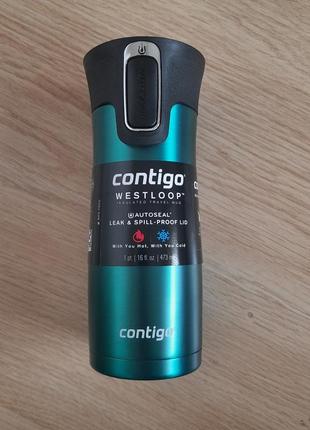 contigo
WESTLOOP™
INSULATED TRAVEL MUG
AUTOSEAL®
LEAK & SPILL-PROOF LID
With You Hot, With You Cold
1 pt. | 16 fl. oz. | 473 ml
contigo